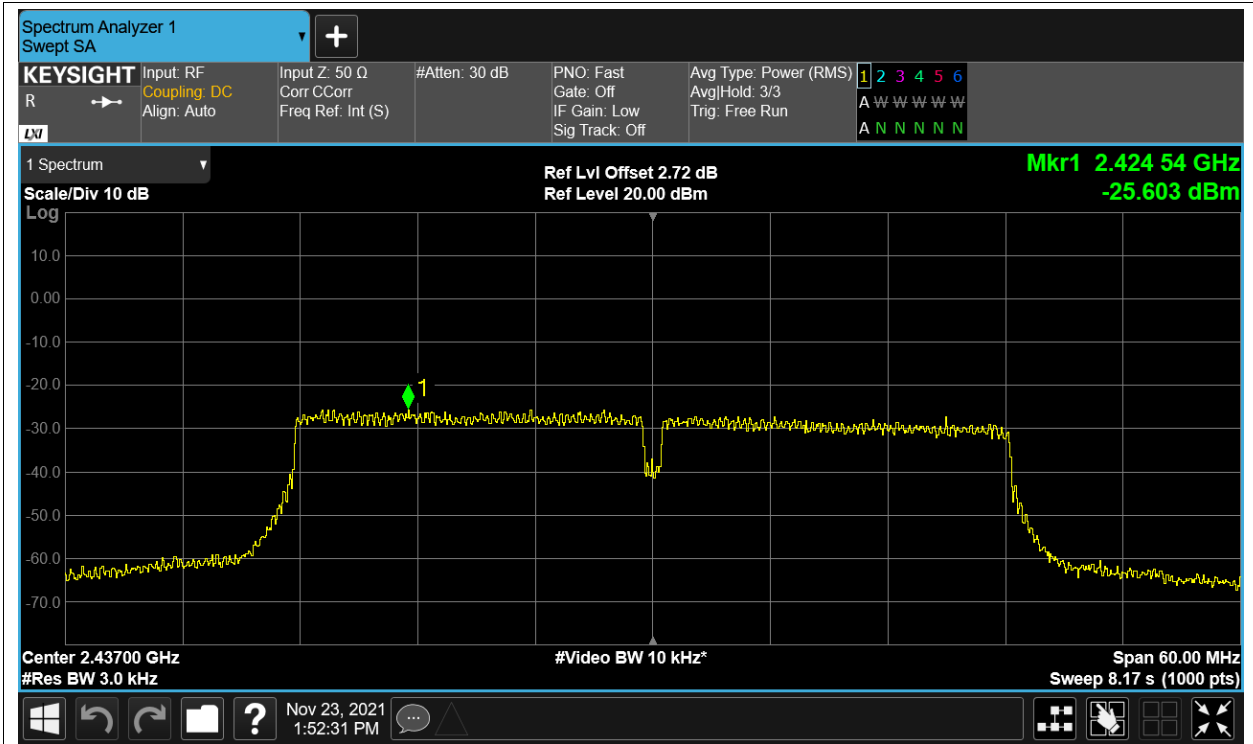 Spectrum Analyzer 1
Swept SA
+
KEYSIGHT
R
LXI
Input: RF
Coupling: DC
Align: Auto
Input Z: 50 Ω
Corr CCorr
Freq Ref: Int (S)
#Atten: 30 dB
PNO: Fast
Gate: Off
IF Gain: Low
Sig Track: Off
Avg Type: Power (RMS)
Avg|Hold: 3/3
Trig: Free Run
1 2 3 4 5 6
A W W W W W
A N N N N N
1 Spectrum
Scale/Div 10 dB
Log
Ref Lvl Offset 2.72 dB
Ref Level 20.00 dBm
Mkr1 2.424 54 GHz
-25.603 dBm
10.0
0.00
-10.0
-20.0
-30.0
-40.0
-50.0
-60.0
-70.0
1
Center 2.43700 GHz
#Res BW 3.0 kHz
#Video BW 10 kHz*
Span 60.00 MHz
Sweep 8.17 s (1000 pts)
?
Nov 23, 2021
1:52:31 PM